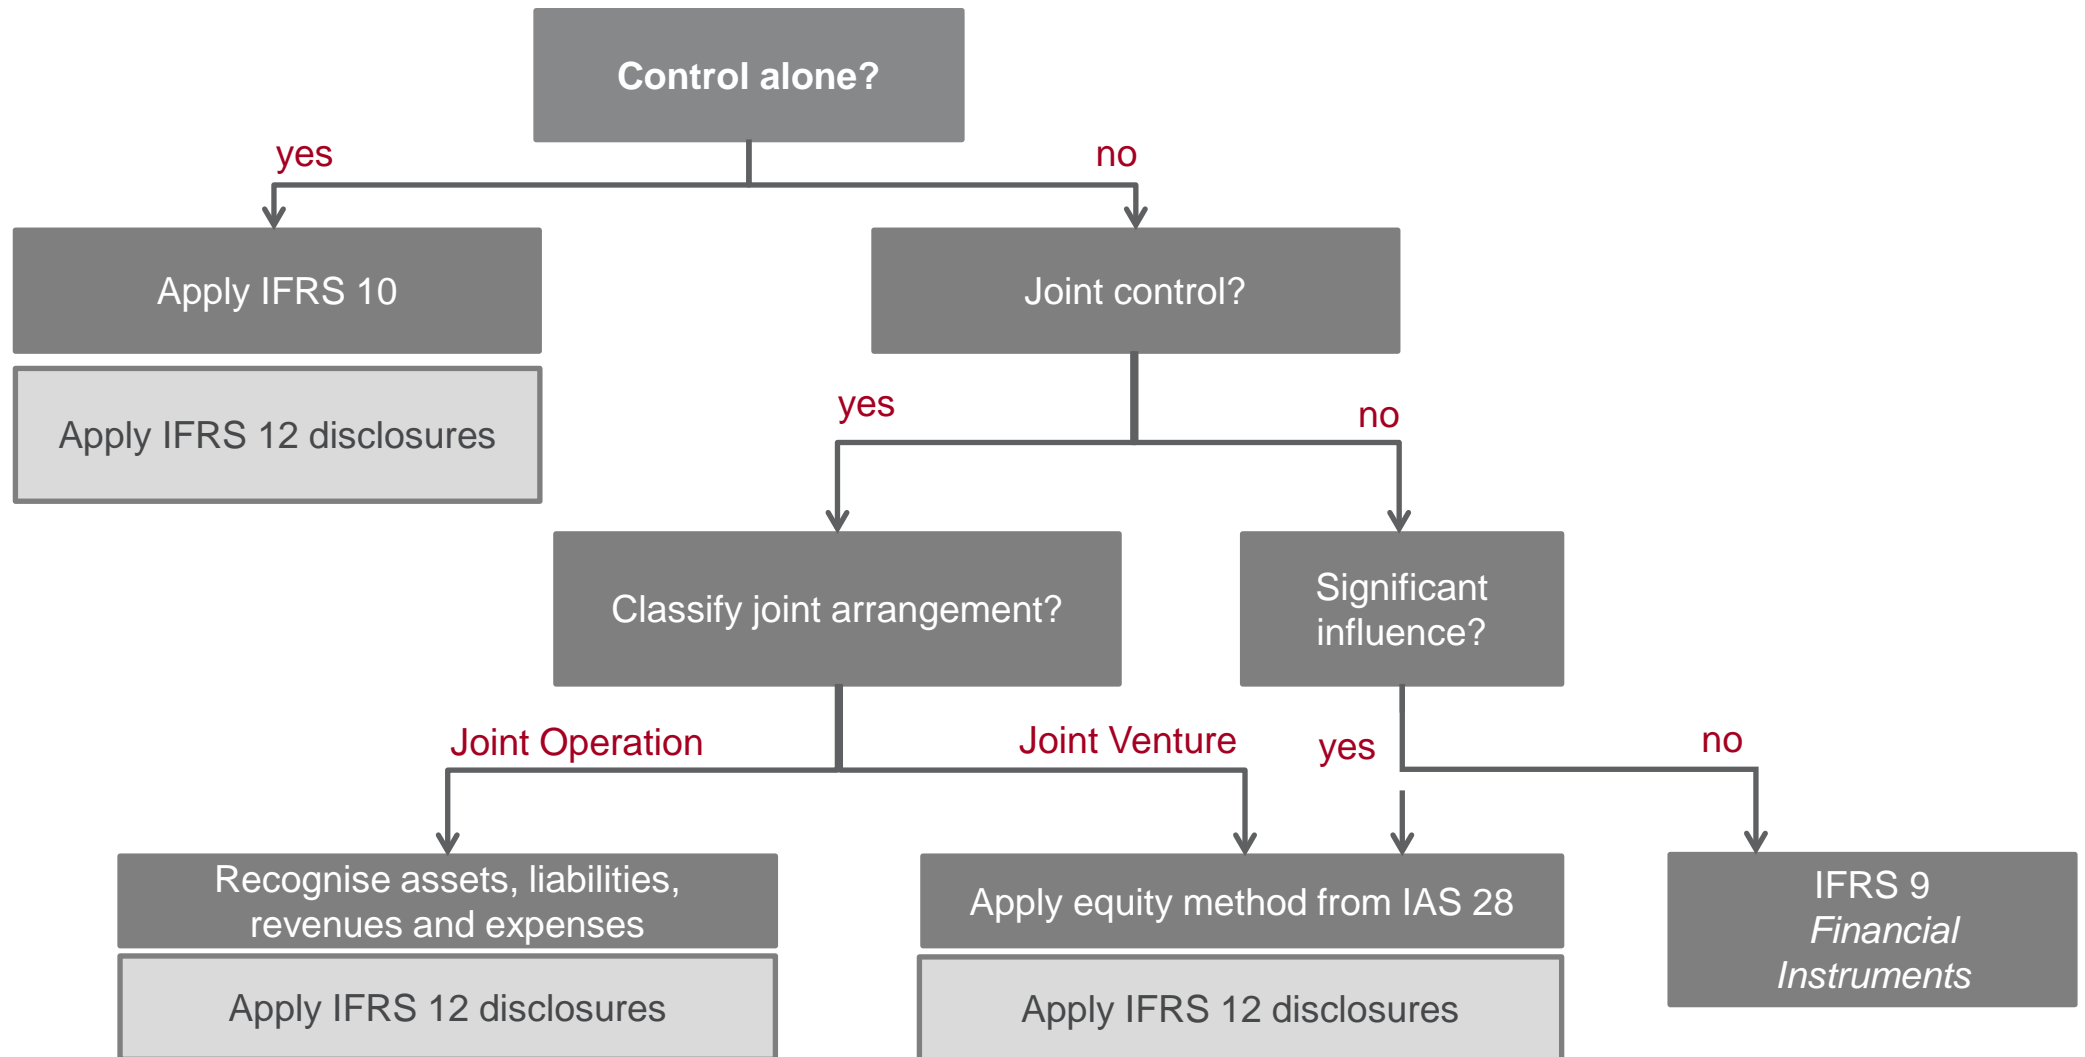 Control alone?
yes
no
Apply IFRS 10
Joint control?
Apply IFRS 12 disclosures
yes
no
Classify joint arrangement?
Significant
influence?
Joint Operation
Joint Venture
yes
no
Recognise assets, liabilities,
revenues and expenses
Apply equity method from IAS 28
IFRS 9
Financial
Instruments
Apply IFRS 12 disclosures
Apply IFRS 12 disclosures